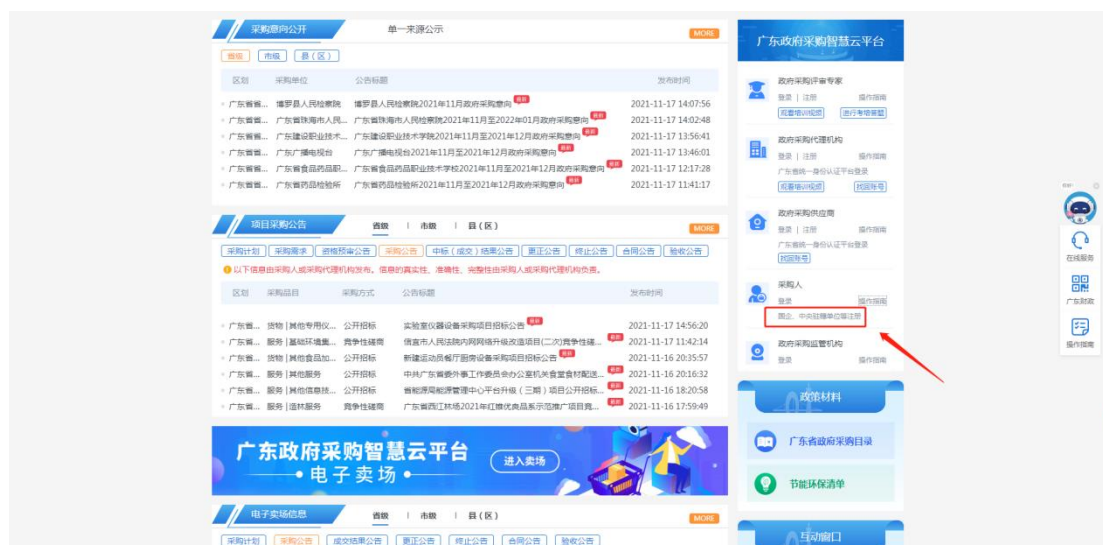 采购意向公开 单一来源公示 MORE
省级 市级 县(区)
区划 采购单位 公告标题 发布时间
广东省省... 博罗县人民检察院 博罗县人民检察院2021年11月政府采购意向 最新 2021-11-17 14:07:56
广东省省... 广东省珠海市人民... 广东省珠海市人民检察院2021年11月至2022年01月政府采购意向 最新 2021-11-17 14:02:48
广东省省... 广东建设职业技术... 广东建设职业技术学院2021年11月至2021年12月政府采购意向 最新 2021-11-17 13:56:41
广东省省... 广东广播电视台 广东广播电视台2021年11月至2021年12月政府采购意向 最新 2021-11-17 13:46:01
广东省省... 广东省食品药品职... 广东省食品药品职业技术学校2021年11月至2021年12月政府采购意向 最新 2021-11-17 12:17:28
广东省省... 广东省药品检验所 广东省药品检验所2021年11月至2021年12月政府采购意向 最新 2021-11-17 11:41:17
项目采购公告 省级 | 市级 | 县(区) MORE
采购计划 采购需求 资格预审公告 采购公告 中标(成交)结果公告 更正公告 终止公告 合同公告 验收公告
以下信息由采购人或采购代理机构发布。信息的真实性、准确性、完整性由采购人或采购代理机构负责。
区划 采购品目 采购方式 公告标题 发布时间
广东省... 货物|其他专用仪... 公开招标 实验室仪器设备采购项目招标公告 最新 2021-11-17 14:56:20
广东省... 服务|基础环境集... 竞争性磋商 信宜市人民法院内网网络升级改造项目(二次)竞争性磋... 最新 2021-11-17 11:42:14
广东省... 货物|其他食品加... 公开招标 新建运动员餐厅厨房设备采购项目招标公告 最新 2021-11-16 20:35:57
广东省... 服务|其他服务 公开招标 中共广东省委外事工作委员会办公室机关食堂食材配送... 最新 2021-11-16 20:16:32
广东省... 服务|其他信息技... 公开招标 省能源局能源管理中心平台升级(三期)项目公开招标... 最新 2021-11-16 18:20:58
广东省... 服务|造林服务 竞争性磋商 广东省西江林场2021年红锥优良品系示范推广项目竞... 最新 2021-11-16 17:59:49
广东政府采购智慧云平台
电子卖场
进入卖场
电子卖场信息 省级 | 市级 | 县(区) MORE
采购计划 采购公告 成交结果公告 更正公告 终止公告 合同公告 验收公告
广东政府采购智慧云平台
政府采购评审专家
登录 | 注册 操作指南
观看培训视频 进行考培答题
政府采购代理机构
登录 | 注册 操作指南
广东省统一身份认证平台登录
观看培训视频 找回账号
政府采购供应商
登录 | 注册 操作指南
广东省统一身份认证平台登录
找回账号
采购人
登录 操作指南
国企、中央驻粤单位等注册
政府采购监管机构
登录 操作指南
政策材料
广东省政府采购目录
节能环保清单
互动窗口
在线服务
广东财政
操作指南